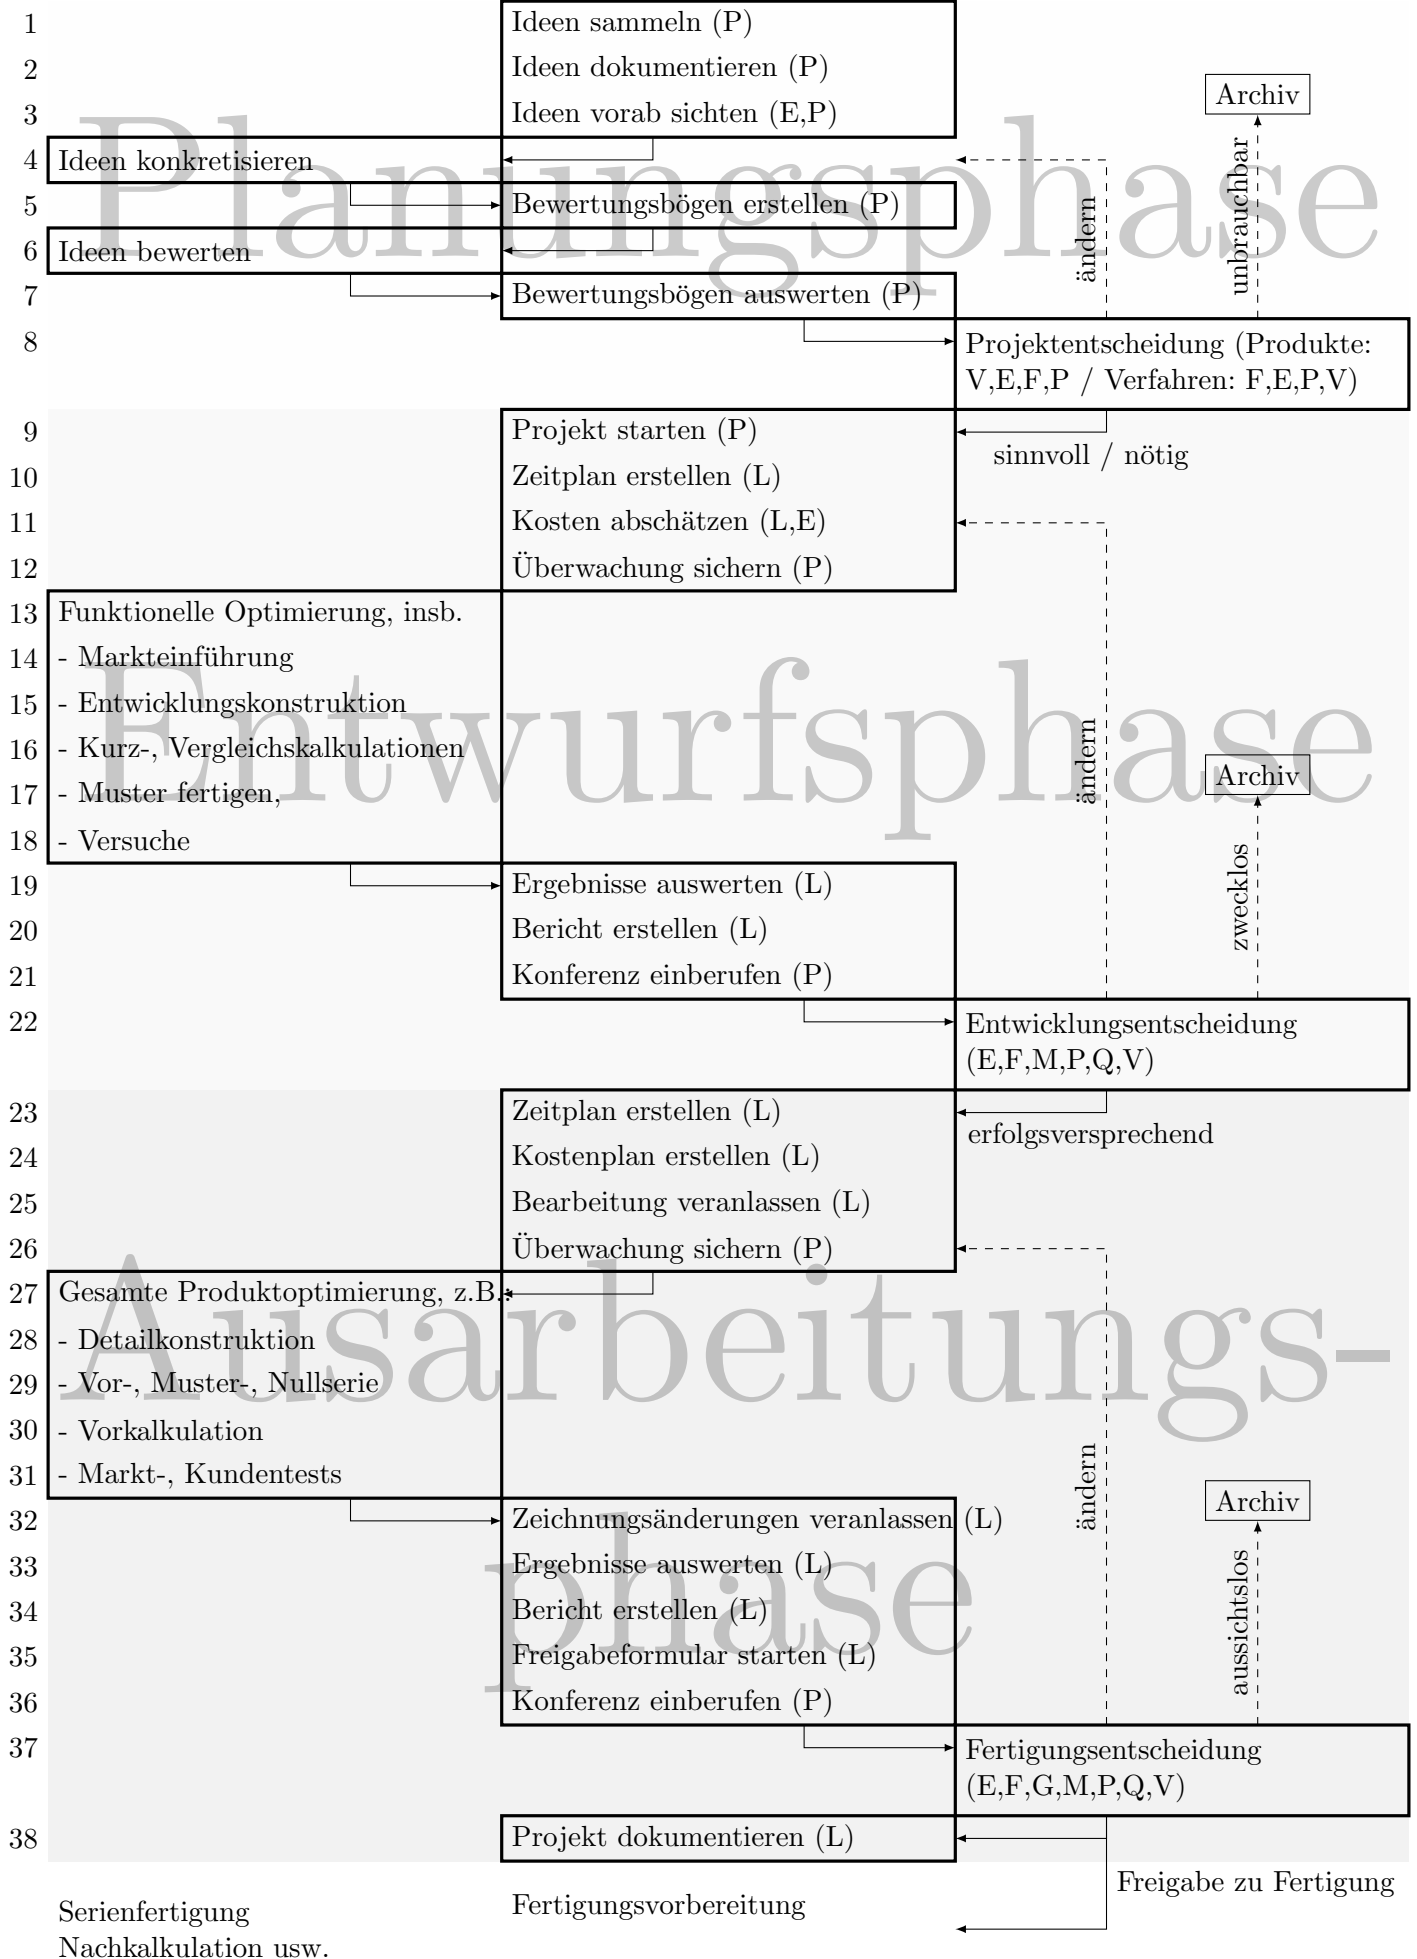 1 Ideen sammeln (P)
2 Ideen dokumentieren (P)
Archiv
3 Ideen vorab sichten (E,P)
Planungsphase
4 Ideen konkretisieren
unbrauchbar
ändern
5 Bewertungsbögen erstellen (P)
6 Ideen bewerten
7 Bewertungsbögen auswerten (P)
8 Projektentscheidung (Produkte:
V,E,F,P / Verfahren: F,E,P,V)
9 Projekt starten (P)
sinnvoll / nötig
10 Zeitplan erstellen (L)
11 Kosten abschätzen (L,E)
12 Überwachung sichern (P)
13 Funktionelle Optimierung, insb.
14 - Markteinführung
Entwurfsphase
15 - Entwicklungskonstruktion
16 - Kurz-, Vergleichskalkulationen
ändern
Archiv
17 - Muster fertigen,
18 - Versuche
zwecklos
19 Ergebnisse auswerten (L)
20 Bericht erstellen (L)
21 Konferenz einberufen (P)
22 Entwicklungsentscheidung
(E,F,M,P,Q,V)
23 Zeitplan erstellen (L)
erfolgsversprechend
24 Kostenplan erstellen (L)
25 Bearbeitung veranlassen (L)
26 Überwachung sichern (P)
27 Gesamte Produktoptimierung, z.B.:
Ausarbeitungs-
28 - Detailkonstruktion
29 - Vor-, Muster-, Nullserie
30 - Vorkalkulation
31 - Markt-, Kundentests
ändern
Archiv
32 Zeichnungsänderungen veranlassen (L)
phase
33 Ergebnisse auswerten (L)
aussichtslos
34 Bericht erstellen (L)
35 Freigabeformular starten (L)
36 Konferenz einberufen (P)
37 Fertigungsentscheidung
(E,F,G,M,P,Q,V)
38 Projekt dokumentieren (L)
Freigabe zu Fertigung
Fertigungsvorbereitung
Serienfertigung
Nachkalkulation usw.